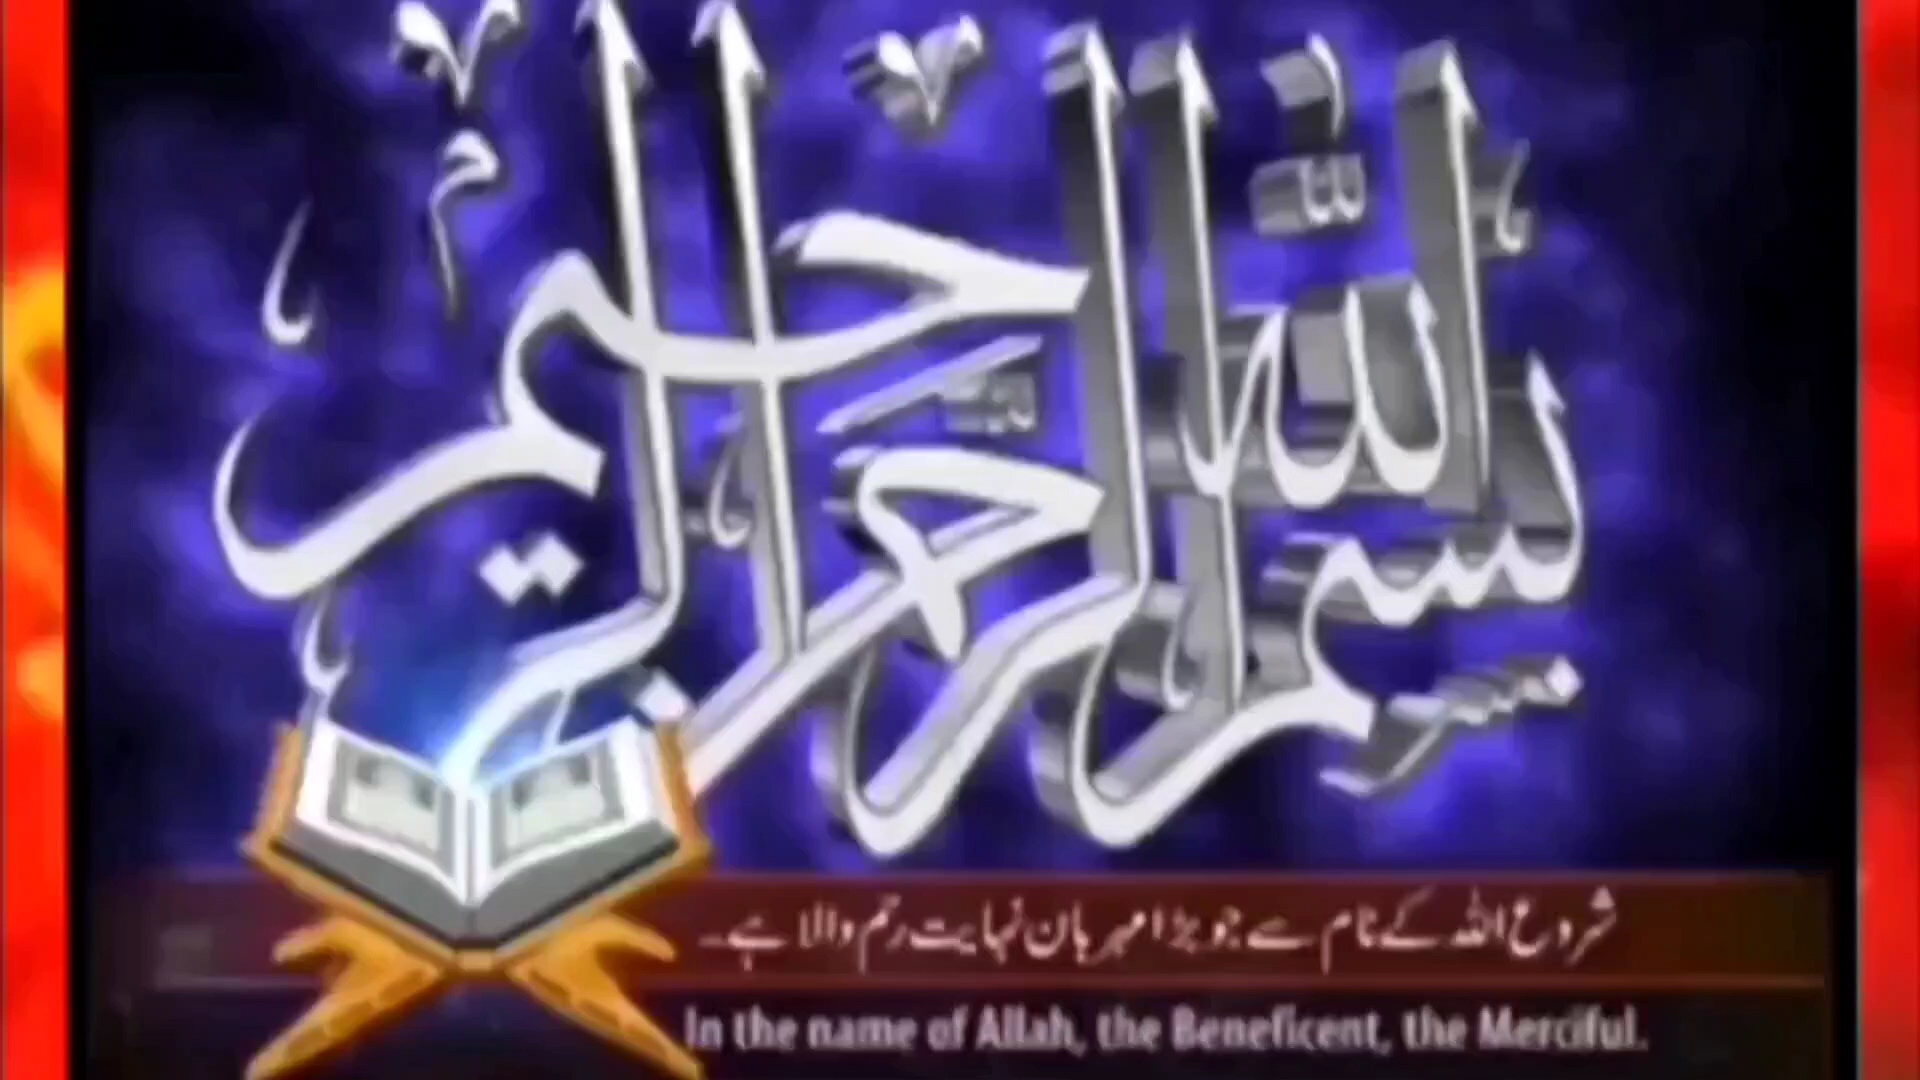 بسم الله الرحمن الرحيم
شروع اللہ کے نام سے جو بڑا مہربان نہایت رحم والا ہے۔
In the name of Allah, the Beneficent, the Merciful.